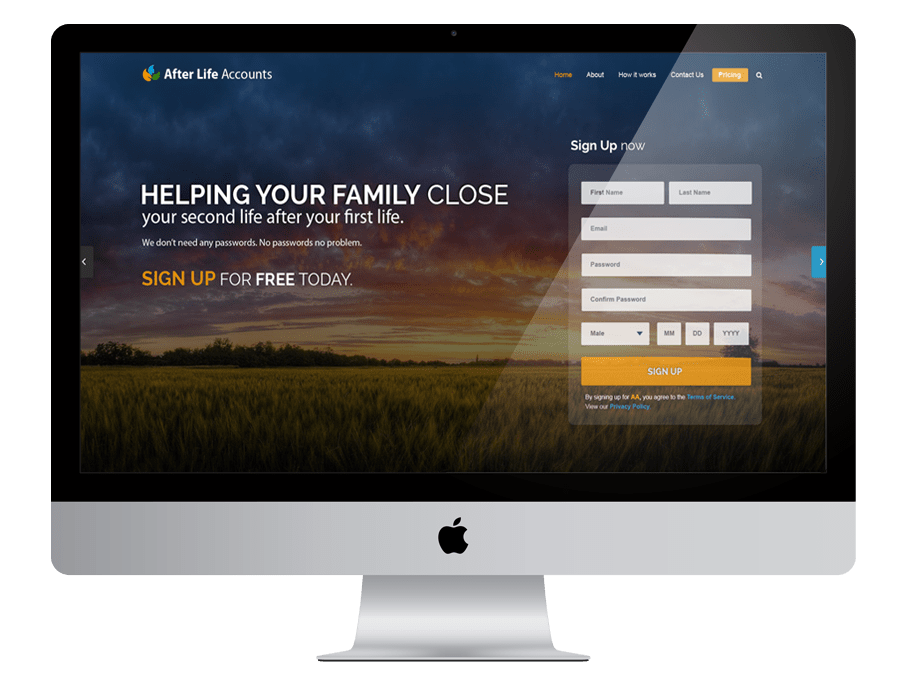 After Life Accounts
Home About How it works Contact Us Pricing
Sign Up now
HELPING YOUR FAMILY CLOSE
your second life after your first life.
We don't need any passwords. No passwords no problem.
SIGN UP FOR FREE TODAY.
First Name Last Name
Email
Password
Confirm Password
Male MM DD YYYY
SIGN UP
By signing up for AA, you agree to the Terms of Service.
View our Privacy Policy.